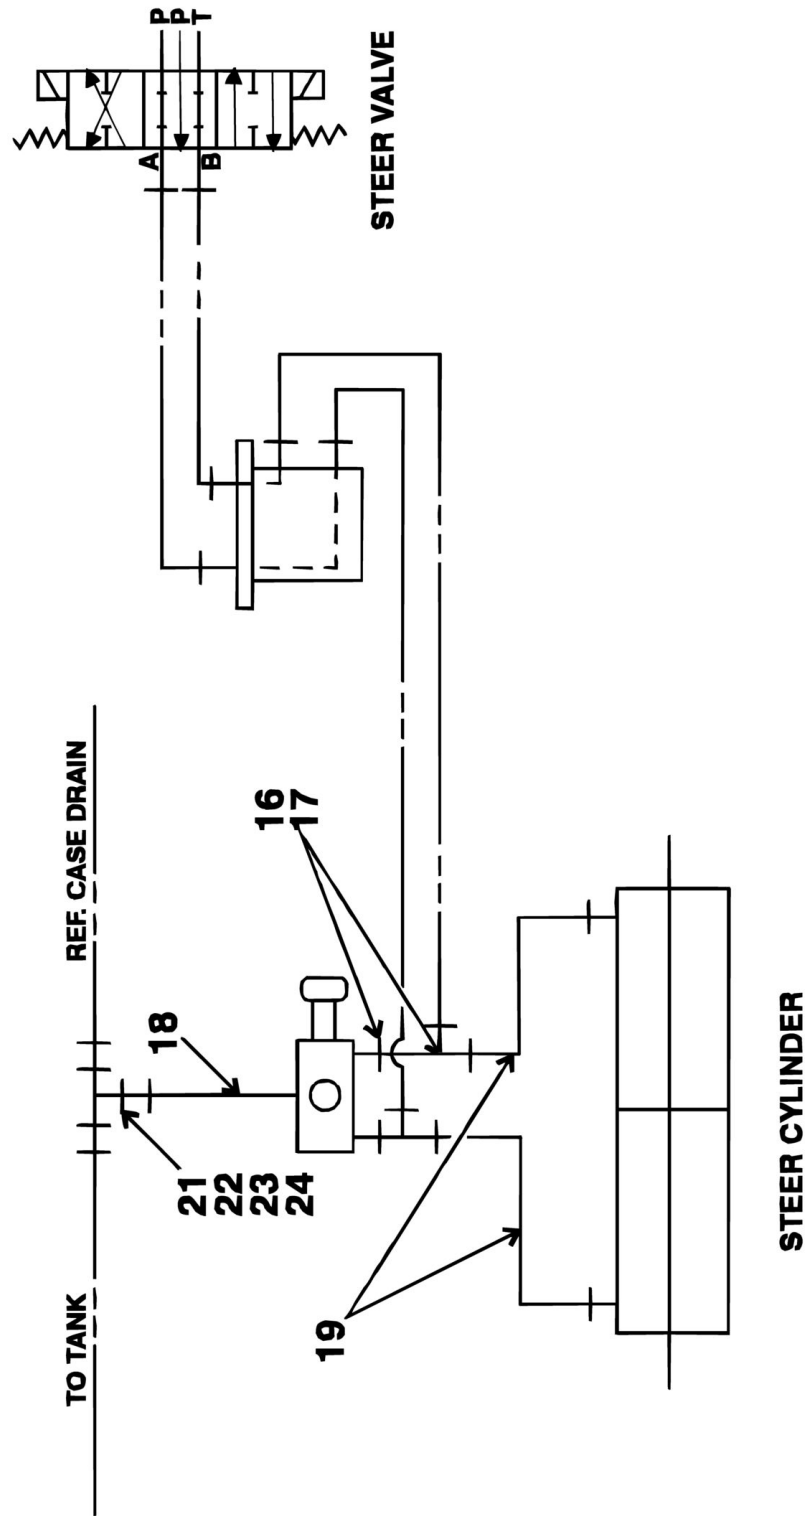 TO TANK
REF. CASE DRAIN
21
22
23
24
18
19
16
17
A
B
P
P
T
STEER VALVE
STEER CYLINDER